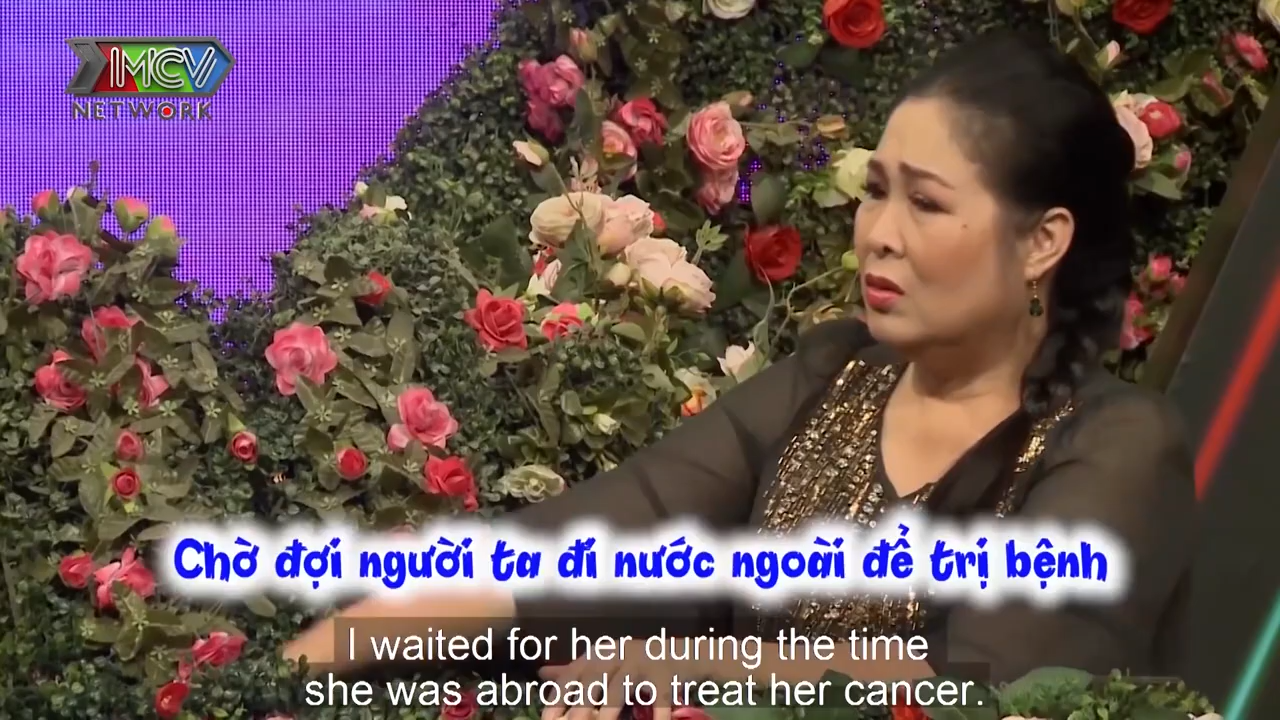 MCV
NETWORK
Chờ đợi người ta đi nước ngoài để trị bệnh
I waited for her during the time
she was abroad to treat her cancer.